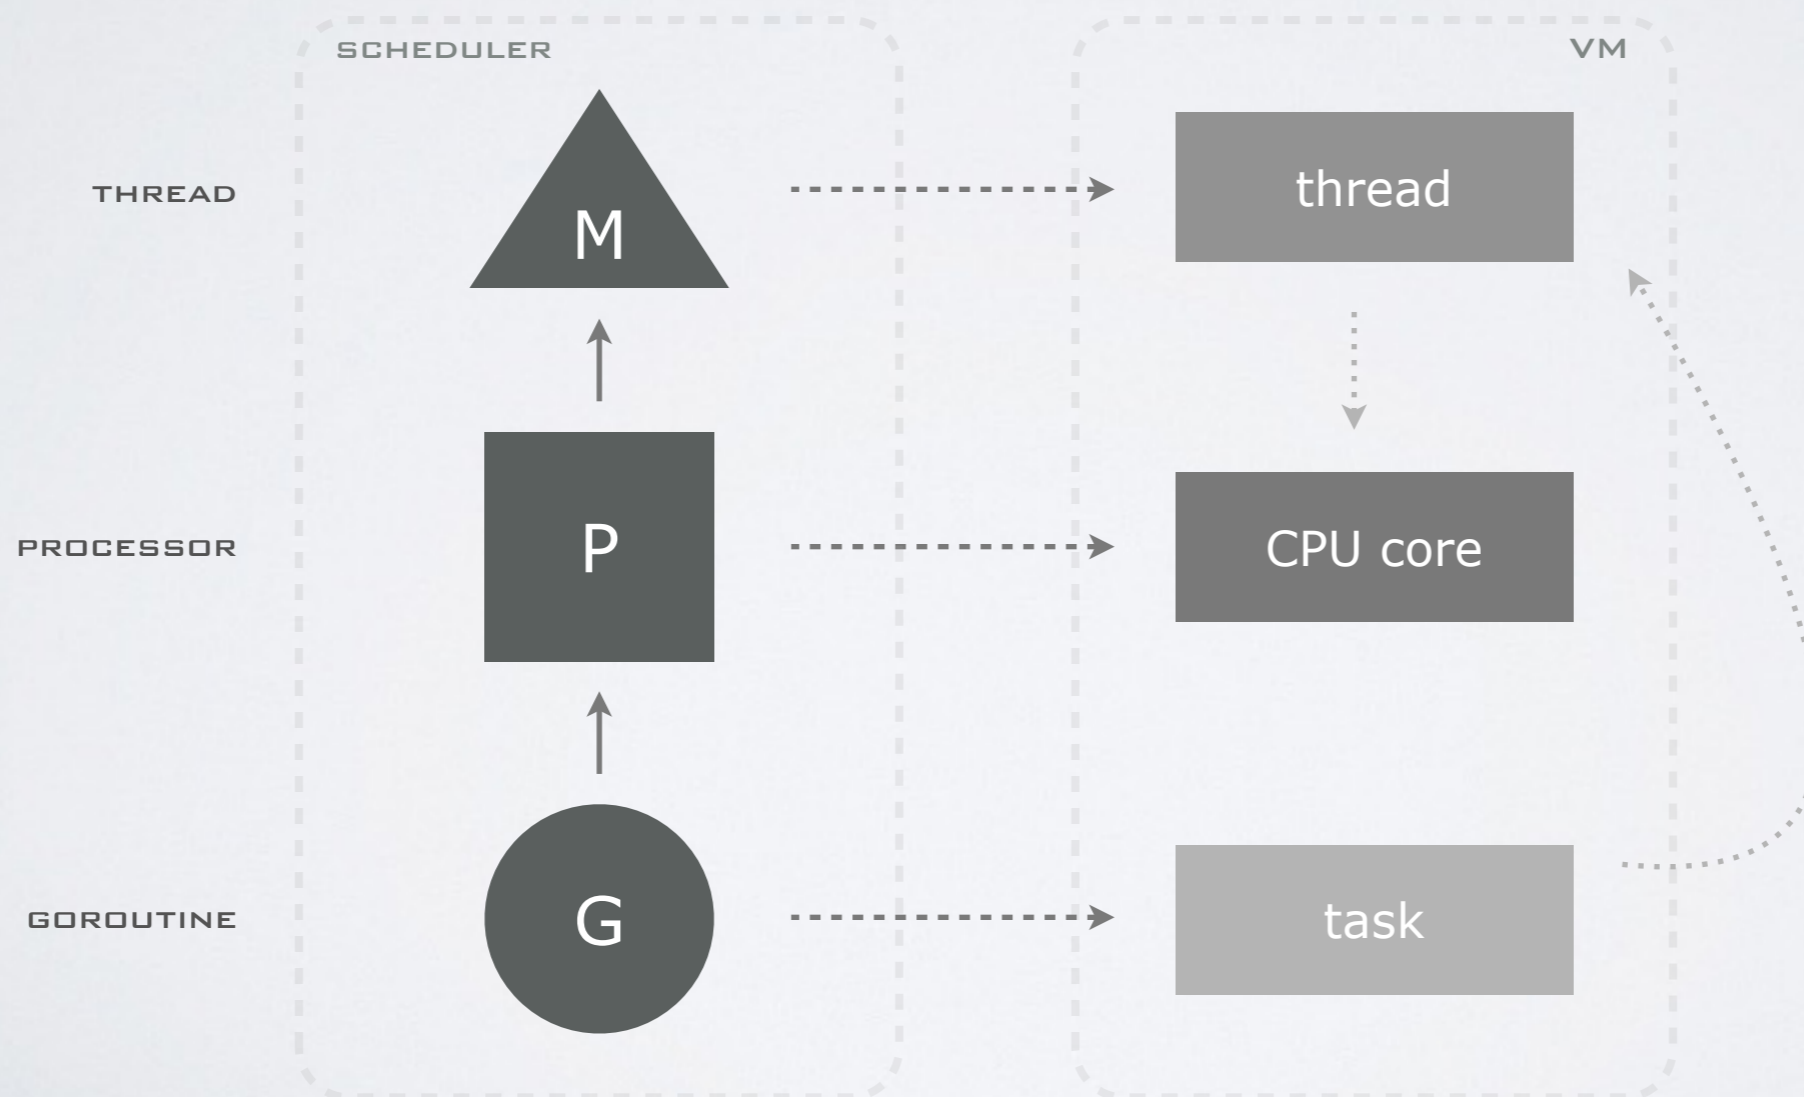 SCHEDULER
VM
THREAD
M
thread
PROCESSOR
P
CPU core
GOROUTINE
G
task